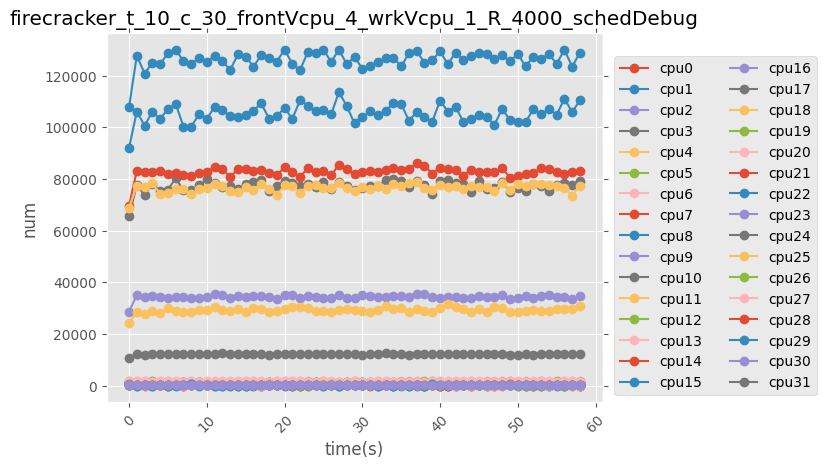 firecracker_t_10_c_30_frontVcpu_4_wrkVcpu_1_R_4000_schedDebug
num
120000
100000
80000
60000
40000
20000
0
0
10
20
30
40
50
60
time(s)
cpu0
cpu1
cpu2
cpu3
cpu4
cpu5
cpu6
cpu7
cpu8
cpu9
cpu10
cpu11
cpu12
cpu13
cpu14
cpu15
cpu16
cpu17
cpu18
cpu19
cpu20
cpu21
cpu22
cpu23
cpu24
cpu25
cpu26
cpu27
cpu28
cpu29
cpu30
cpu31